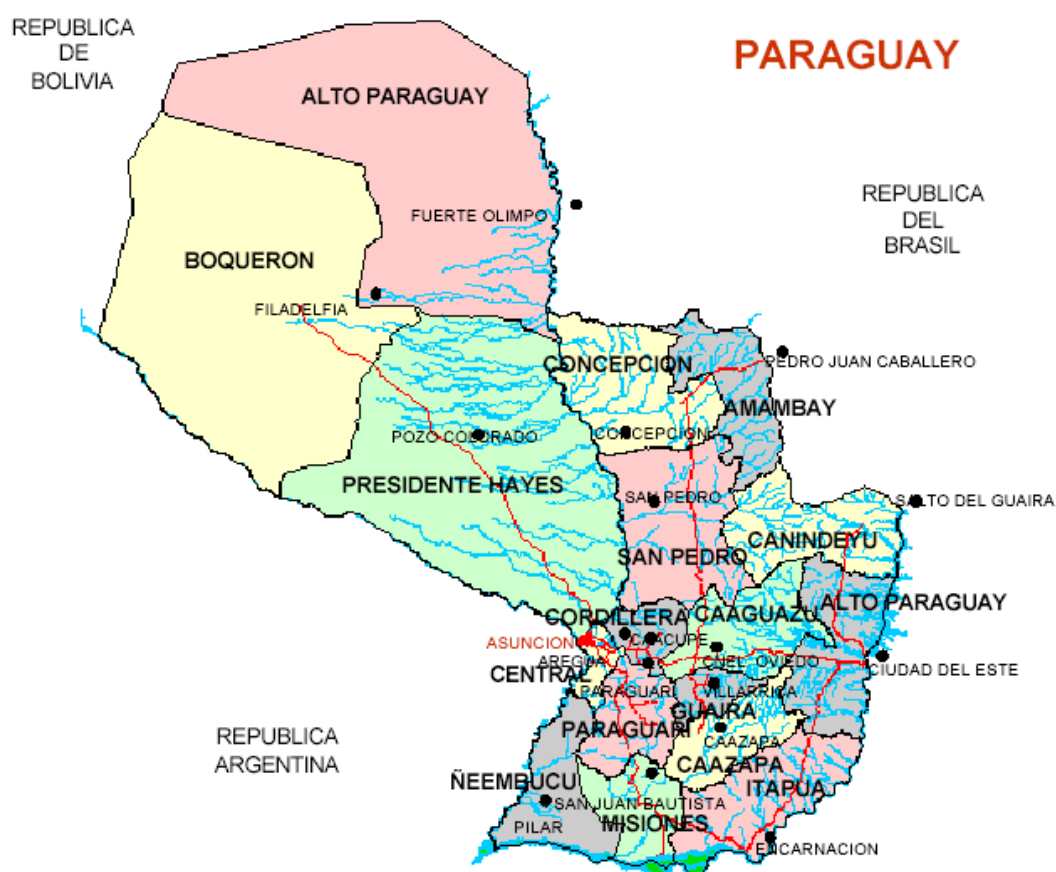 REPUBLICA
DE
BOLIVIA
PARAGUAY
ALTO PARAGUAY
REPUBLICA
DEL
BRASIL
FUERTE OLIMPO
BOQUERON
FILADELFIA
CONCEPCION
PEDRO JUAN CABALLERO
AMAMBAY
POZO COLORADO
CONCEPCION
PRESIDENTE HAYES
SAN PEDRO
SALTO DEL GUAIRA
CANINDEYU
SAN PEDRO
ALTO PARAGUAY
CORDILLERA
CAAGUAZU
ASUNCION
CAACUPE
AREGUA
CNEL. OVIEDO
CIUDAD DEL ESTE
CENTRAL
PARAGUARI
VILLARRICA
GUAIRA
PARAGUARI
CAAZAPA
REPUBLICA
ARGENTINA
CAAZAPA
ÑEEMBUCU
ITAPUA
SAN JUAN BAUTISTA
PILAR
MISIONES
ENCARNACION